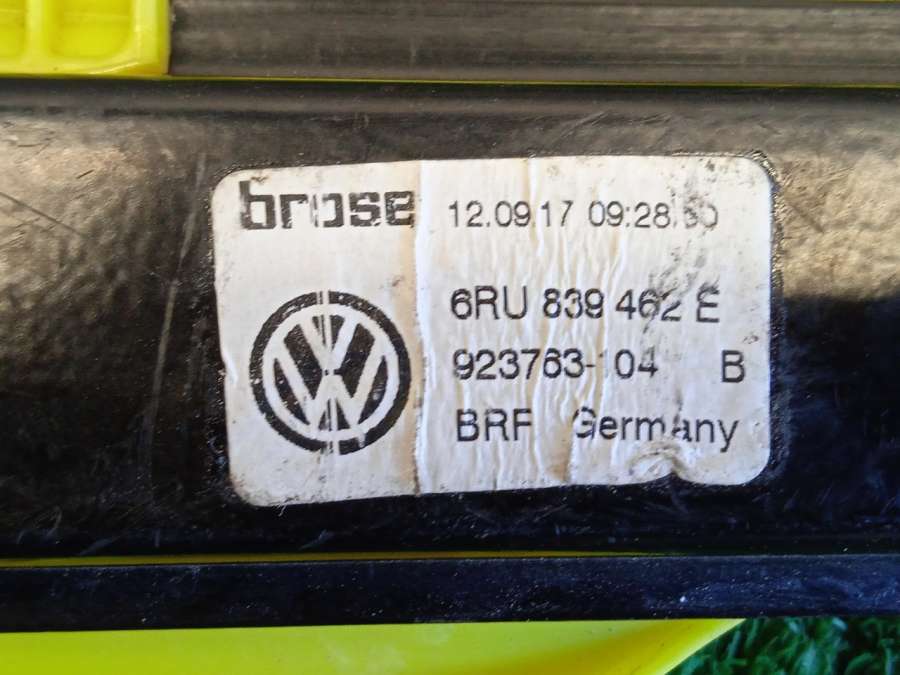 brose
12.09.17 09:28
6RU 839 462 E
923763-104 B
BRF Germany